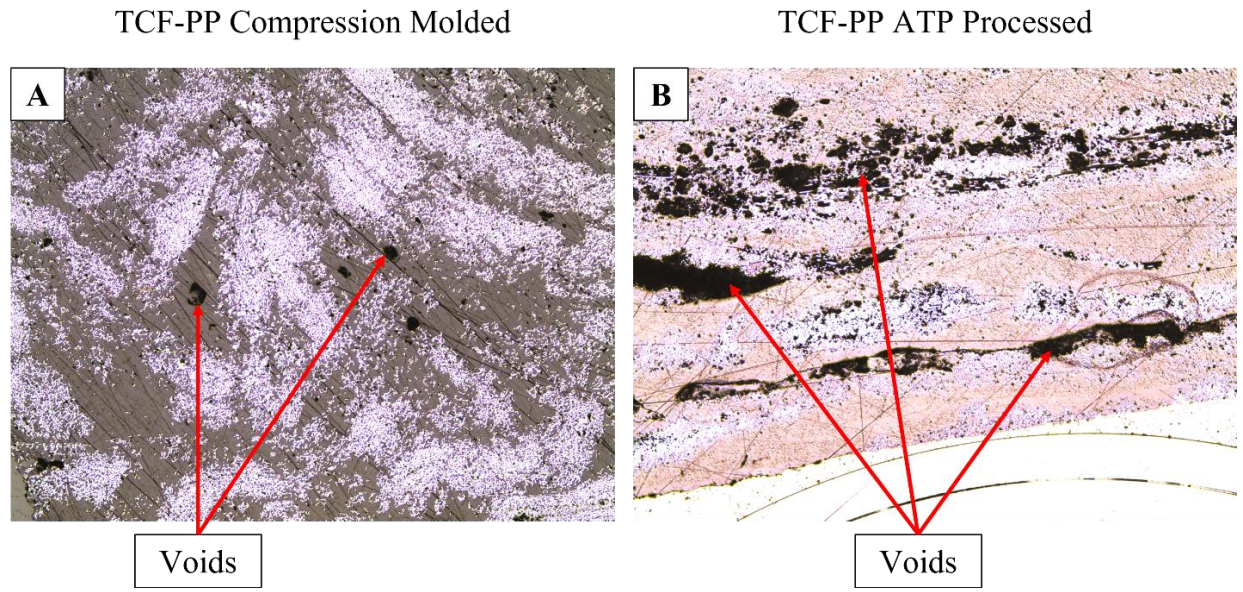 TCF-PP Compression Molded
TCF-PP ATP Processed
A
B
Voids
Voids